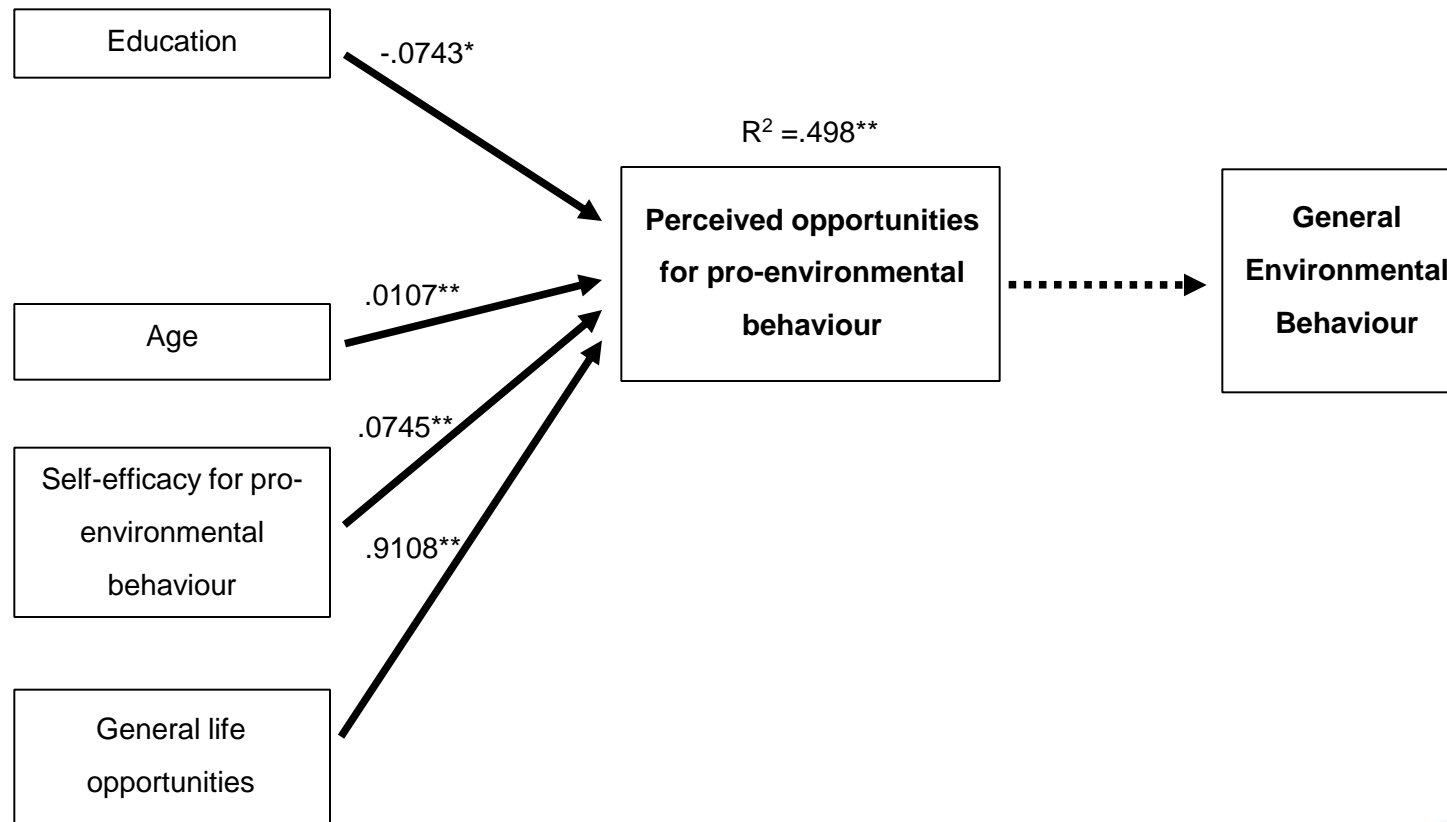 Education
-.0743*
R² =.498**
Perceived opportunities
for pro-environmental
behaviour
General
Environmental
Behaviour
.0107**
Age
.0745**
Self-efficacy for pro-
environmental
behaviour
.9108**
General life
opportunities